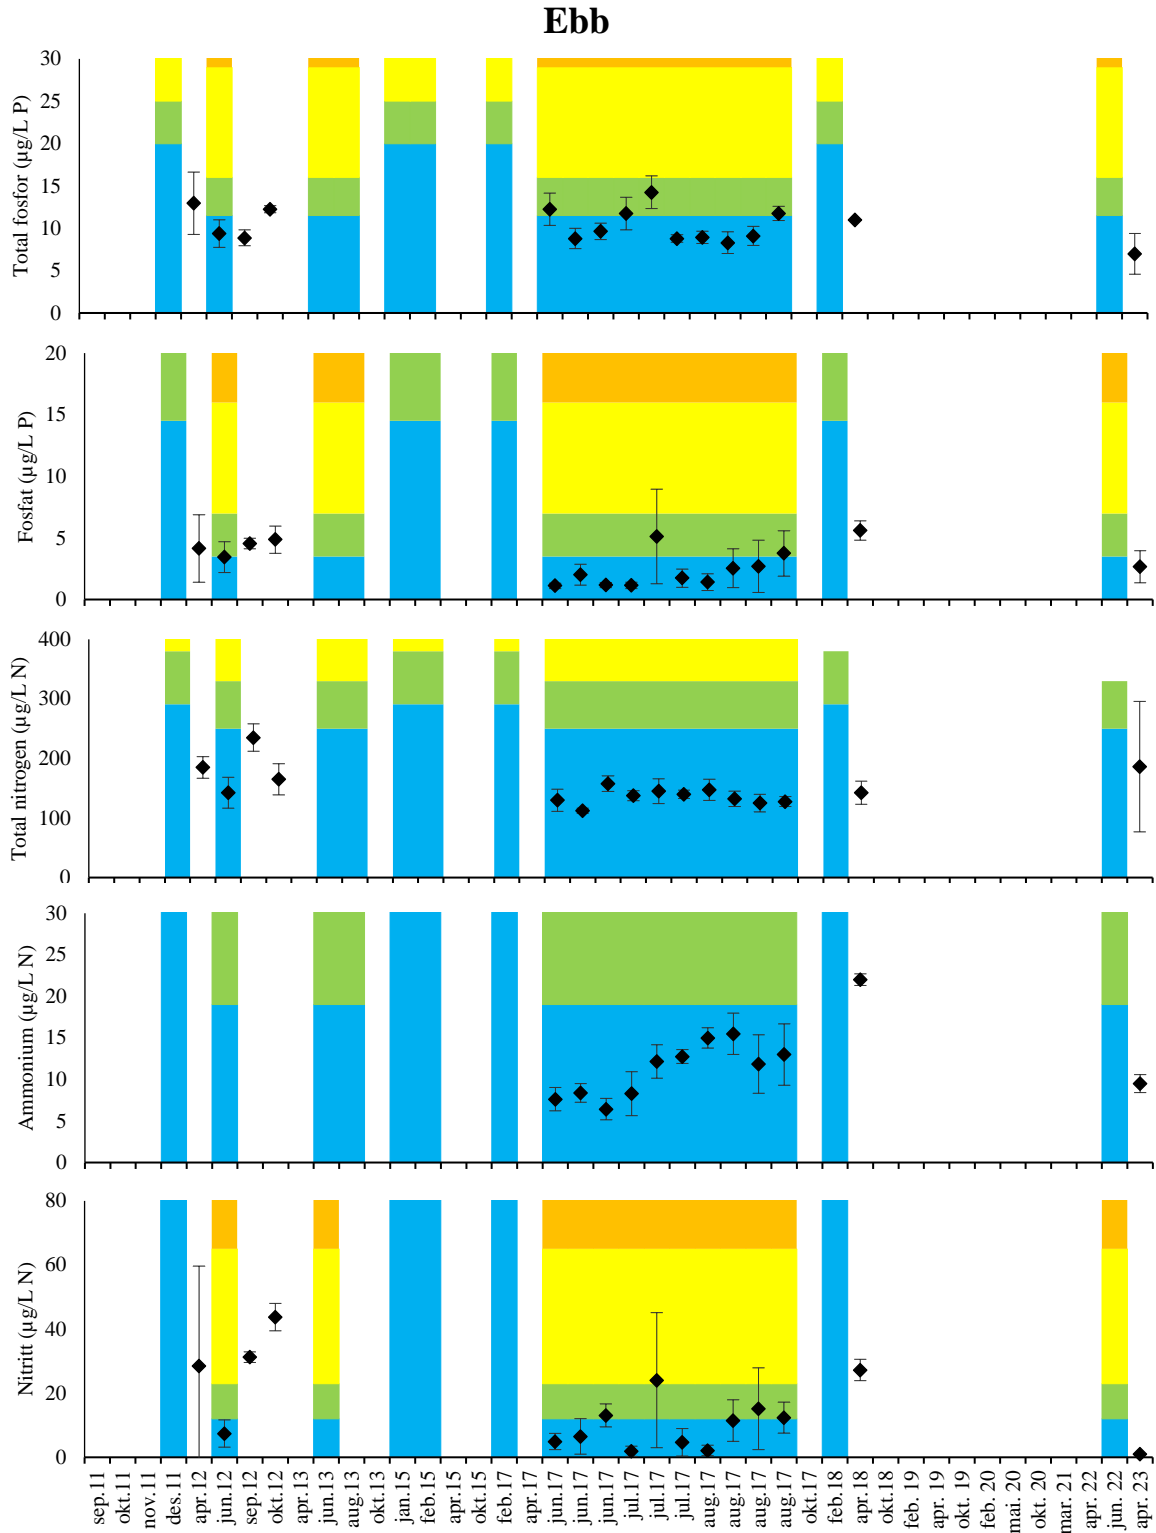 Ebb
Total fosfor (µg/L P)
30
25
20
15
10
5
0
Fosfat (µg/L P)
20
15
10
5
0
Total nitrogen (µg/L N)
400
300
200
100
0
Ammonium (µg/L N)
30
25
20
15
10
5
0
Nitritt (µg/L N)
80
60
40
20
0
sep.11
okt.11
nov.11
des.11
apr.12
jun.12
sep.12
okt.12
apr.13
jun.13
aug.13
okt.13
jan.15
feb.15
apr.15
okt.15
feb.17
apr.17
jun.17
jun.17
jun.17
jul.17
jul.17
jul.17
aug.17
aug.17
aug.17
aug.17
okt.17
feb.18
apr.18
okt.18
feb.19
apr. 19
okt. 19
feb. 20
mai. 20
okt. 20
mar. 21
apr. 22
jun. 22
apr. 23